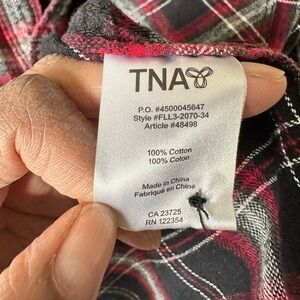 TNA
P.O. #4500045647
Style #FLL3-2070-34
Article #48498
100% Cotton
100% Coton
Made in China
Fabriqué en Chine
CA 23725
RN 122354